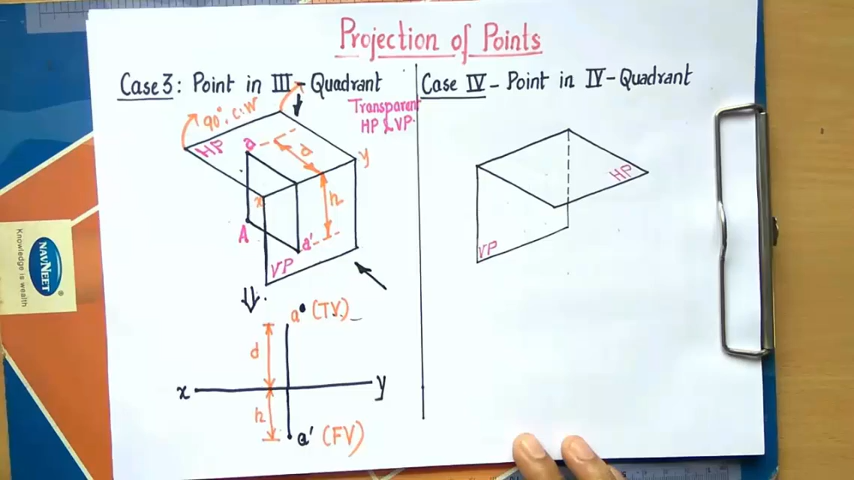 Projection of Points
Case 3: Point in III-Quadrant
90° C.W
HP
a
d
Transparent
HP & VP
y
x
h
A
a'
VP
a (TV)
d
x
y
h
a' (FV)
Case IV - Point in IV-Quadrant
HP
VP
NAVNEET
Knowledge is wealth